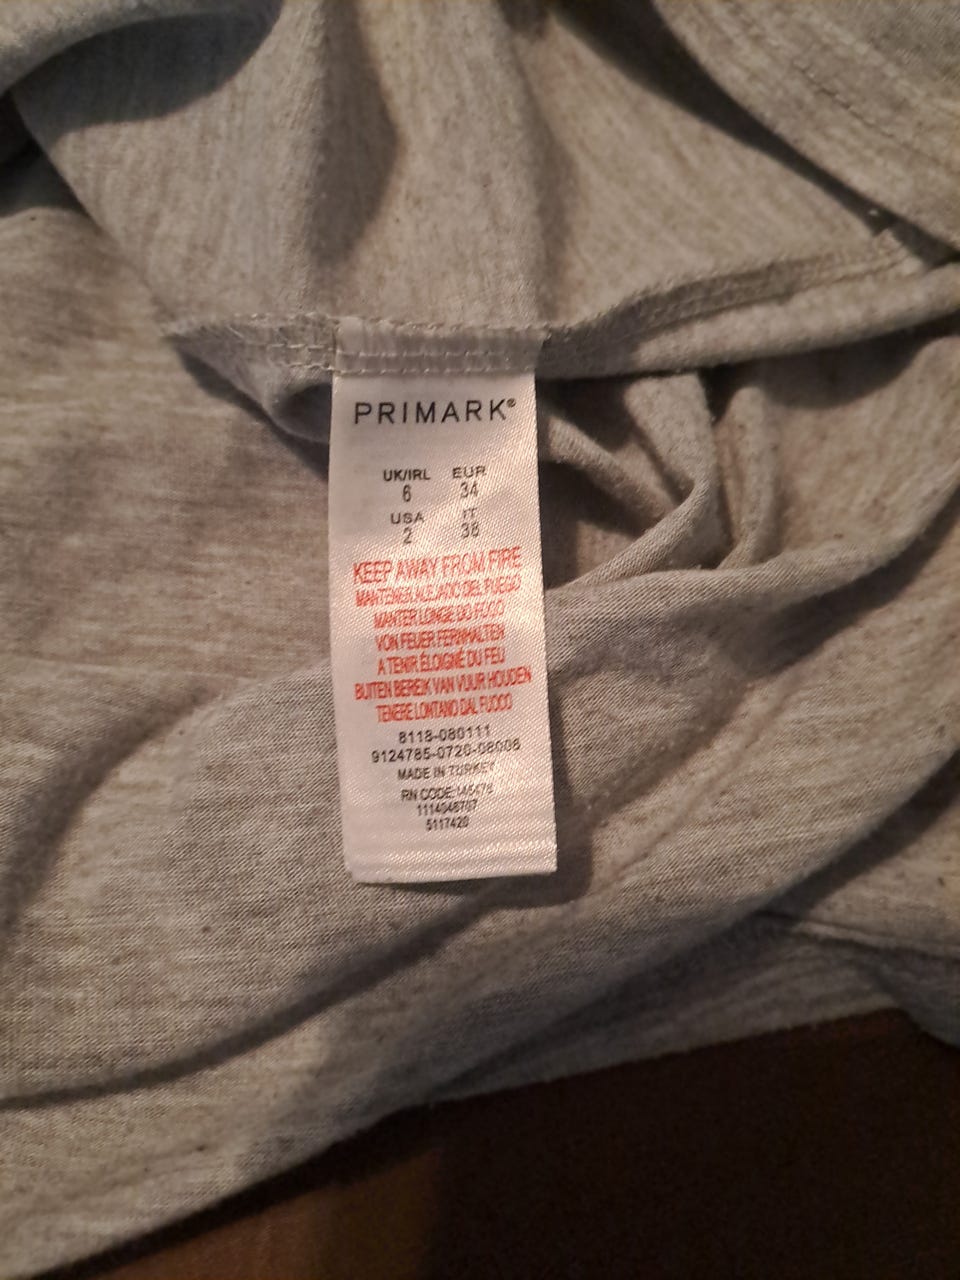 PRIMARK®
UK/IRL EUR
6 34
USA IT
2 38
KEEP AWAY FROM FIRE
MANTENER ALEJADO DEL FUEGO
MANTER LONGE DO FOGO
VON FEUER FERNHALTEN
A TENIR ÉLOIGNÉ DU FEU
BUITEN BEREIK VAN VUUR HOUDEN
TENERE LONTANO DAL FUOCO
8118-080111
9124785-0720-08008
MADE IN TURKEY
RN CODE:
5117420